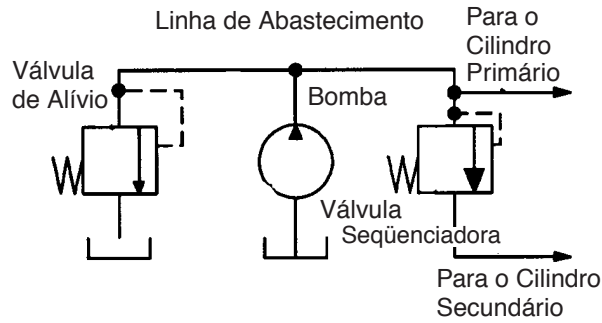 Linha de Abastecimento
Para o
Cilindro
Primário
Válvula
de Alívio
Bomba
Válvula
Seqüenciadora
Para o Cilindro
Secundário